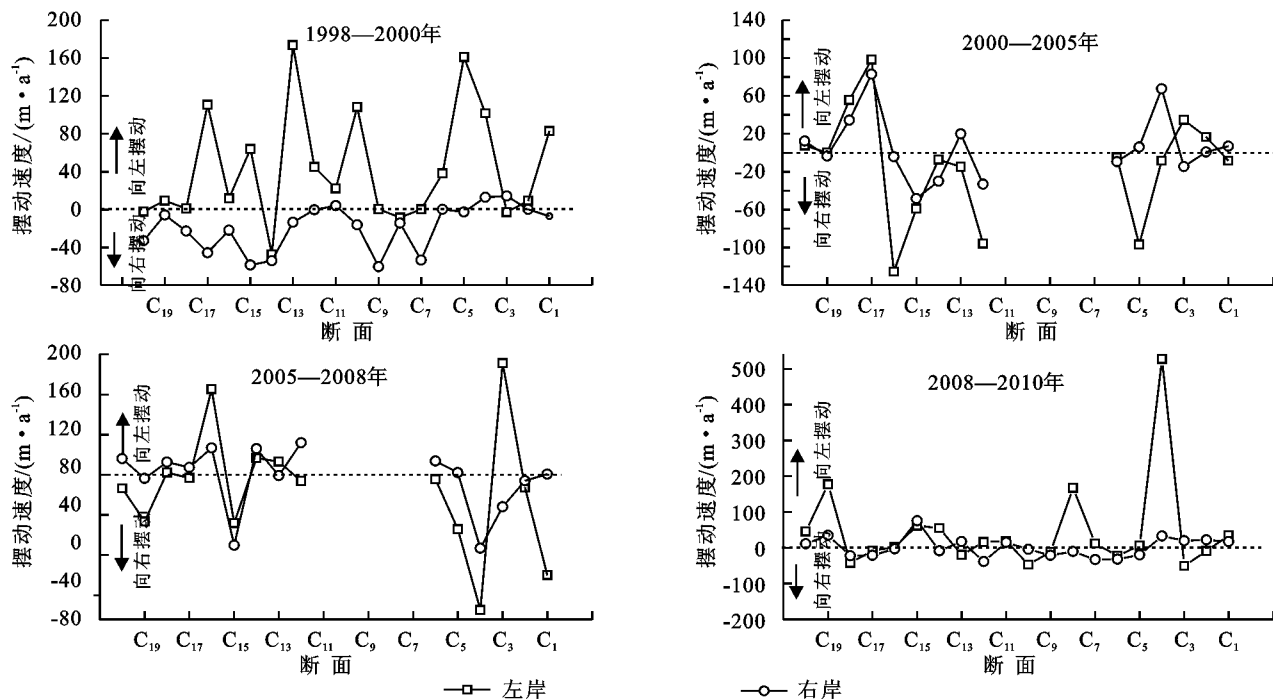 1998—2000年
摆动速度/(m·a⁻¹)
向左摆动
向右摆动
200
160
120
80
40
0
-40
-80
C₁₉ C₁₇ C₁₅ C₁₃ C₁₁ C₉ C₇ C₅ C₃ C₁
断面
2000—2005年
摆动速度/(m·a⁻¹)
向左摆动
向右摆动
140
100
60
20
-20
-60
-100
-140
C₁₉ C₁₇ C₁₅ C₁₃ C₁₁ C₉ C₇ C₅ C₃ C₁
断面
2005—2008年
摆动速度/(m·a⁻¹)
向左摆动
向右摆动
200
160
120
80
40
0
-40
-80
C₁₉ C₁₇ C₁₅ C₁₃ C₁₁ C₉ C₇ C₅ C₃ C₁
断面
2008—2010年
摆动速度/(m·a⁻¹)
向左摆动
向右摆动
500
400
300
200
100
0
-100
-200
C₁₉ C₁₇ C₁₅ C₁₃ C₁₁ C₉ C₇ C₅ C₃ C₁
断面
左岸 右岸